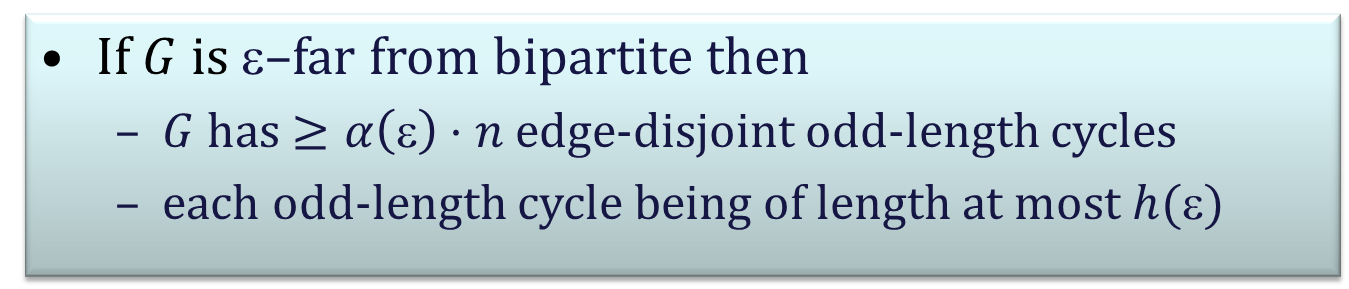 • If G is ε–far from bipartite then
– G has ≥ α(ε) · n edge-disjoint odd-length cycles
– each odd-length cycle being of length at most h(ε)